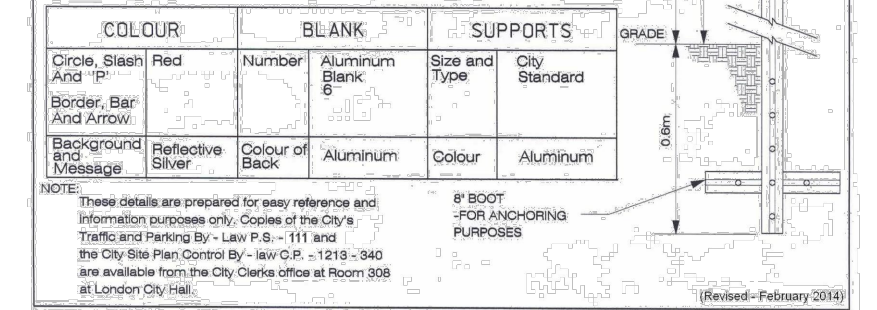 COLOUR BLANK SUPPORTS
GRADE
Circle, Slash Red Number Aluminum Size and City
And 'P' Blank Type Standard
6
Border, Bar
And Arrow
0.6m
Background Reflective Colour of Aluminum Colour Aluminum
and Silver Back
Message
NOTE:
These details are prepared for easy reference and
information purposes only. Copies of the City's
Traffic and Parking By - Law P.S. - 111 and
the City Site Plan Control By - law C.P. - 1213 - 340
are available from the City Clerks office at Room 308
at London City Hall.
8" BOOT
-FOR ANCHORING
PURPOSES
(Revised - February 2014)